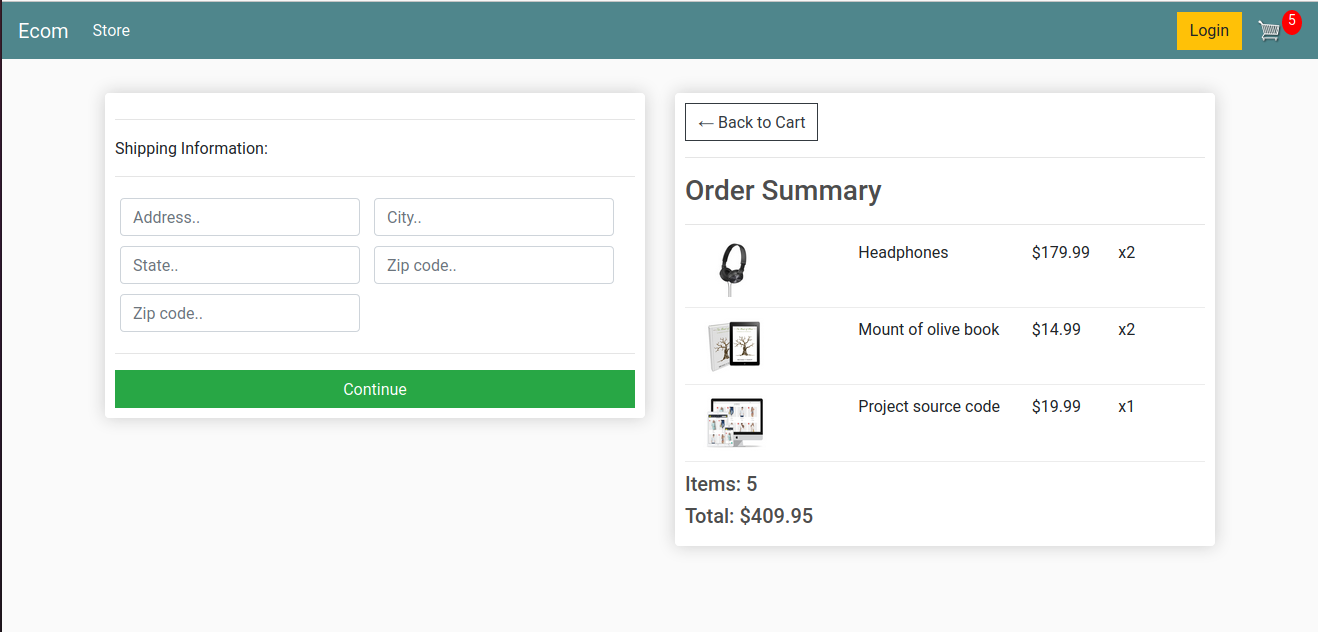 Ecom Store Login 5
Shipping Information:
Address.. City..
State.. Zip code..
Zip code..
Continue
← Back to Cart
Order Summary
Headphones $179.99 x2
Mount of olive book $14.99 x2
Project source code $19.99 x1
Items: 5
Total: $409.95